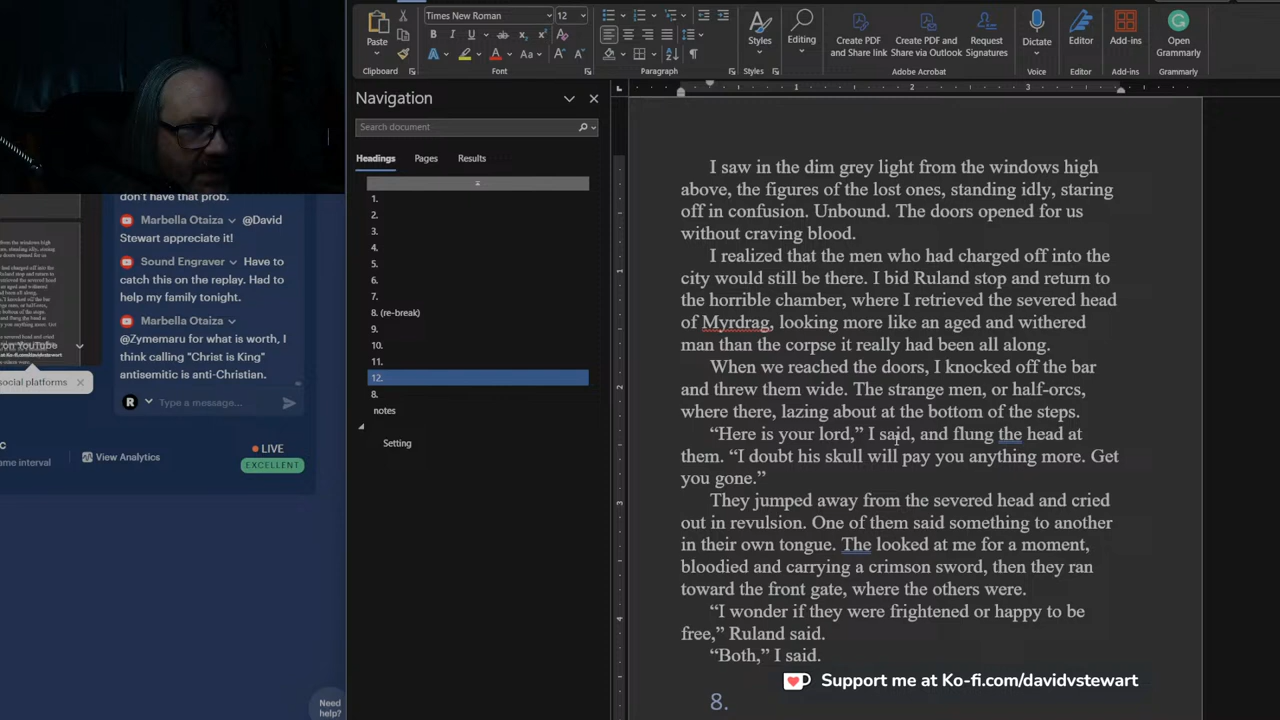 Times New Roman
12
Paste
Clipboard
Font
Paragraph
Styles
Styles
Editing
Create PDF and Share link
Create PDF and Share via Outlook
Request Signatures
Adobe Acrobat
Dictate
Voice
Editor
Editor
Add-ins
Add-ins
Open Grammarly
Grammarly
Navigation
Search document
Headings
Pages
Results
1.
2.
3.
4.
5.
6.
7.
8. (re-break)
9.
10.
11.
12.
8.
notes
Setting
don't have that prob.
Marbella Otaiza @David
Stewart appreciate it!
Sound Engraver Have to
catch this on the replay. Had to
help my family tonight.
Marbella Otaiza
@Zymemaru for what is worth, I
think calling "Christ is King"
antisemitic is anti-Christian.
on YouTube
social platforms
R
Type a message...
LIVE
ame interval
View Analytics
EXCELLENT
Need
help?
1
2
3
1
2
3
4
I saw in the dim grey light from the windows high
above, the figures of the lost ones, standing idly, staring
off in confusion. Unbound. The doors opened for us
without craving blood.
I realized that the men who had charged off into the
city would still be there. I bid Ruland stop and return to
the horrible chamber, where I retrieved the severed head
looking more like an aged and withered
man than the corpse it really had been all along.
When we reached the doors, I knocked off the bar
and threw them wide. The strange men, or half-orcs,
where there, lazing about at the bottom of the steps.
“Here is your lord,” I said, and flung the head at
them. “I doubt his skull will pay you anything more. Get
you gone.”
They jumped away from the severed head and cried
out in revulsion. One of them said something to another
in their own tongue. The looked at me for a moment,
bloodied and carrying a crimson sword, then they ran
toward the front gate, where the others were.
“I wonder if they were frightened or happy to be
free,” Ruland said.
“Both,” I said.
8.
Support me at Ko-fi.com/davidvstewart